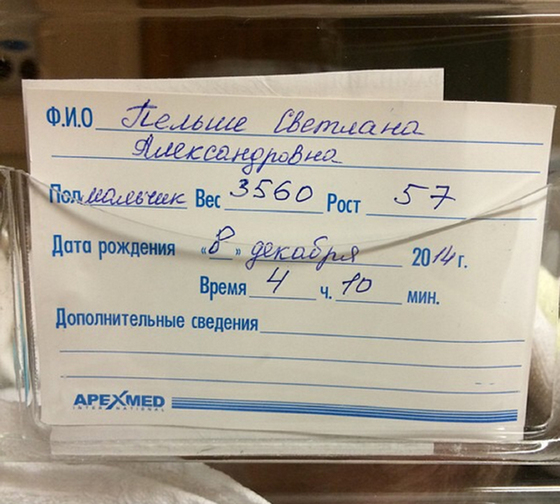 Ф.И.О Пельше Светлана
Александровна
Пол мальчик Вес 3560 Рост 57
Дата рождения «8» декабря 2014 г.
Время 4 ч. 10 мин.
Дополнительные сведения
APEXMED
INTERNATIONAL